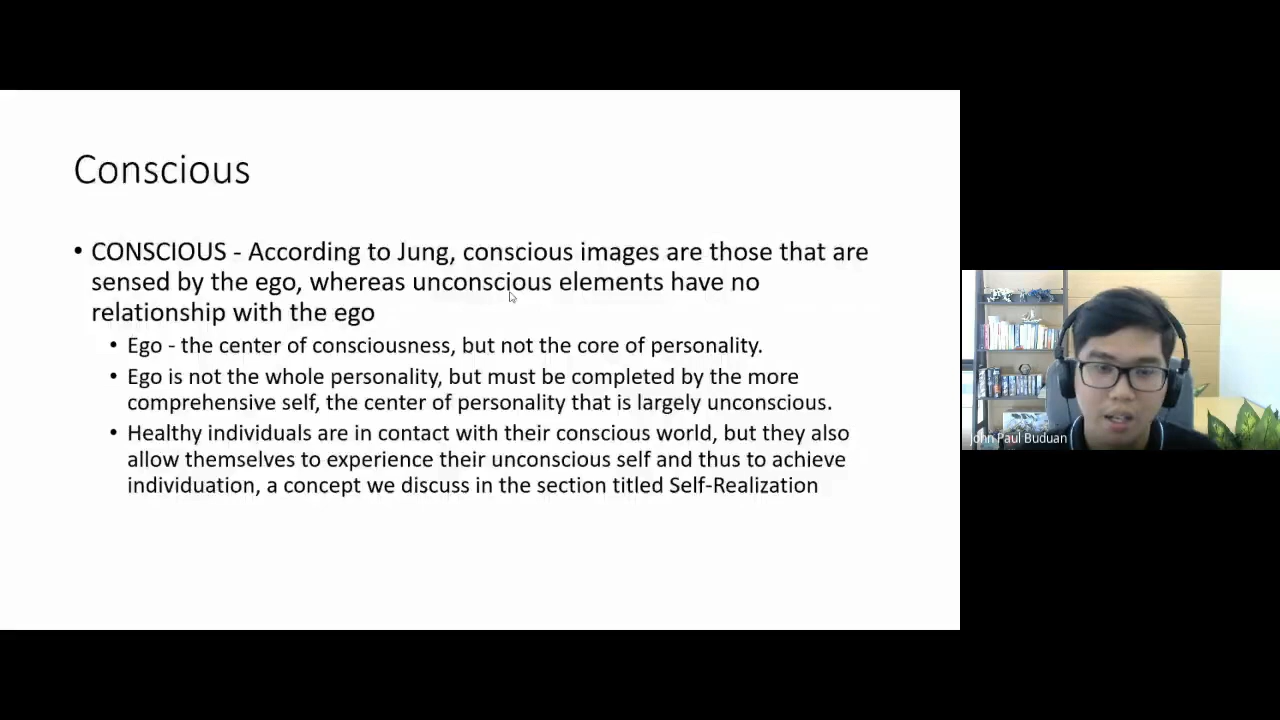 Conscious
• CONSCIOUS - According to Jung, conscious images are those that are
sensed by the ego, whereas unconscious elements have no
relationship with the ego
• Ego - the center of consciousness, but not the core of personality.
• Ego is not the whole personality, but must be completed by the more
comprehensive self, the center of personality that is largely unconscious.
• Healthy individuals are in contact with their conscious world, but they also
allow themselves to experience their unconscious self and thus to achieve
individuation, a concept we discuss in the section titled Self-Realization
John Paul Buduan